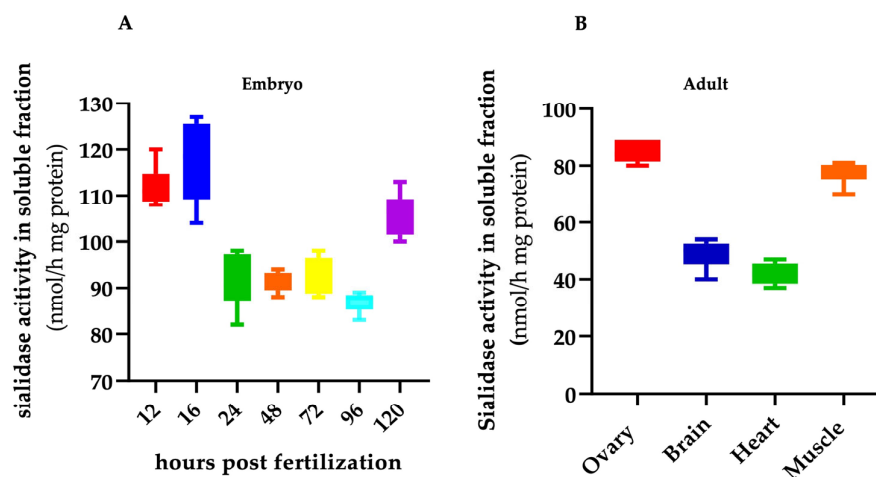 A
Embryo
sialidase acitivity in soluble fraction
(nmol/h mg protein)
130
120
110
100
90
80
70
12
16
24
48
72
96
120
hours post fertilization
B
Adult
Sialidase activity in soluble fraction
(nmol/h mg protein)
100
80
60
40
20
0
Ovary
Brain
Heart
Muscle